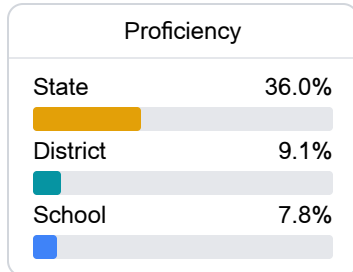 Proficiency
State 36.0%
District 9.1%
School 7.8%